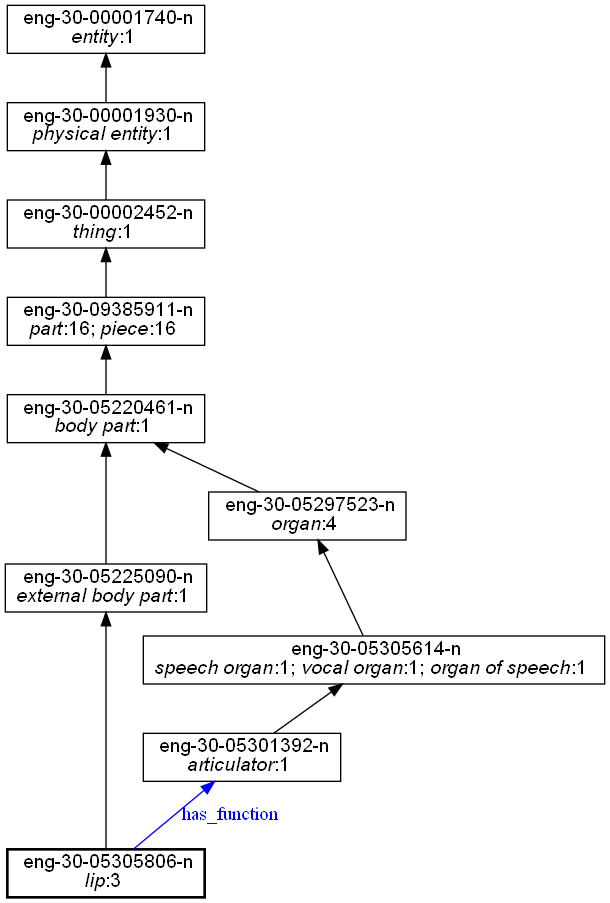 eng-30-00001740-n
entity:1
eng-30-00001930-n
physical entity:1
eng-30-00002452-n
thing:1
eng-30-09385911-n
part:16; piece:16
eng-30-05220461-n
body part:1
eng-30-05297523-n
organ:4
eng-30-05225090-n
external body part:1
eng-30-05305614-n
speech organ:1; vocal organ:1; organ of speech:1
eng-30-05301392-n
articulator:1
has_function
eng-30-05305806-n
lip:3